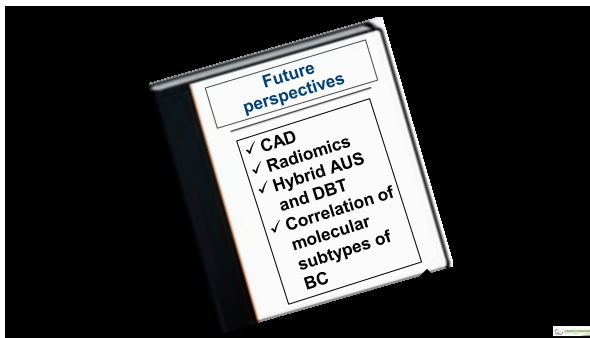 Future
perspectives
✓ CAD
✓ Radiomics
✓ Hybrid AUS
and DBT
✓ Correlation of
molecular
subtypes of
BC